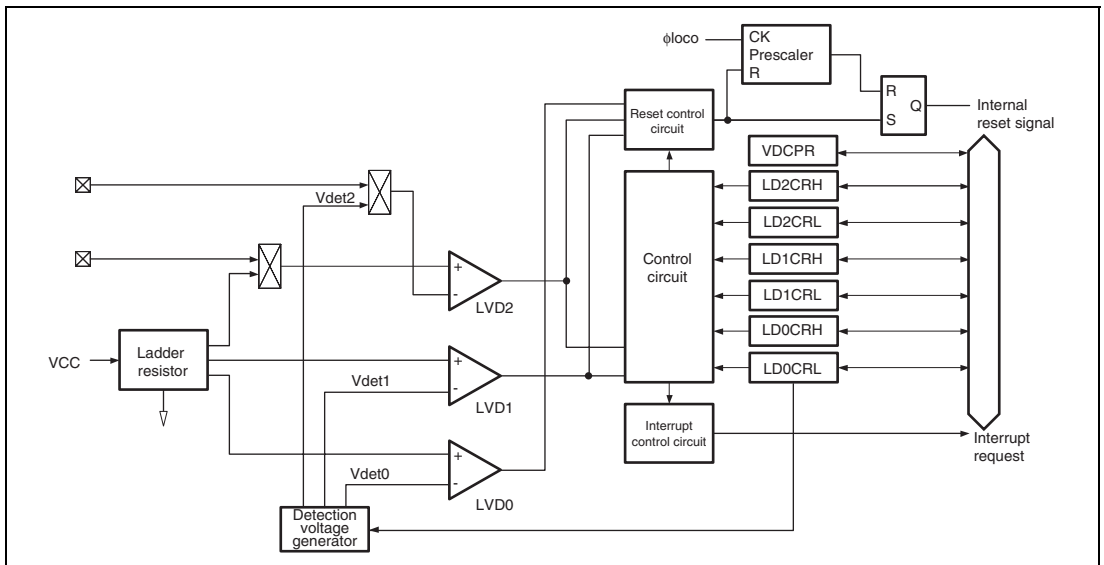 φloco
CK
Prescaler
R
R
Q
S
Internal
reset signal
Reset control
circuit
VDCPR
LD2CRH
LD2CRL
LD1CRH
LD1CRL
LD0CRH
LD0CRL
Control
circuit
Vdet2
+
-
LVD2
VCC
Ladder
resistor
+
Vdet1
-
LVD1
Interrupt
control circuit
Interrupt
request
+
Vdet0
-
LVD0
Detection
voltage
generator